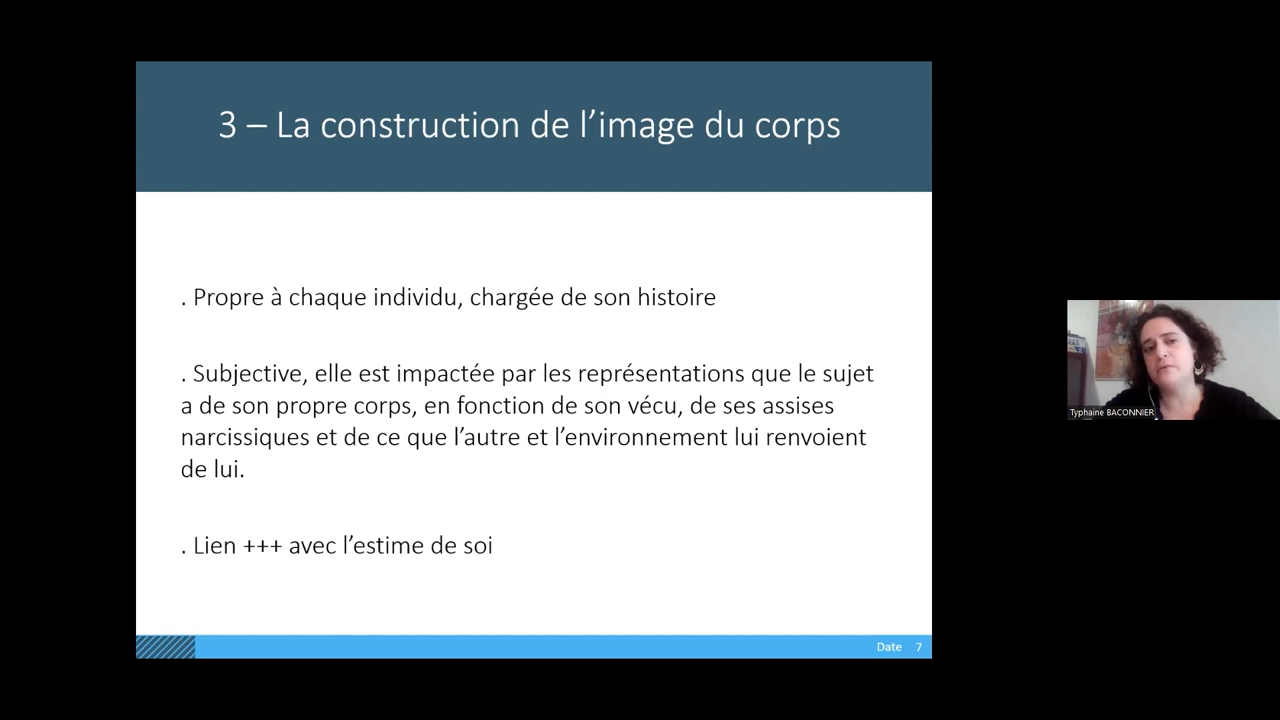 3 – La construction de l’image du corps
. Propre à chaque individu, chargée de son histoire
. Subjective, elle est impactée par les représentations que le sujet
a de son propre corps, en fonction de son vécu, de ses assises
narcissiques et de ce que l’autre et l’environnement lui renvoient
de lui.
. Lien +++ avec l’estime de soi
Typhaine BACONNIER
Date 7